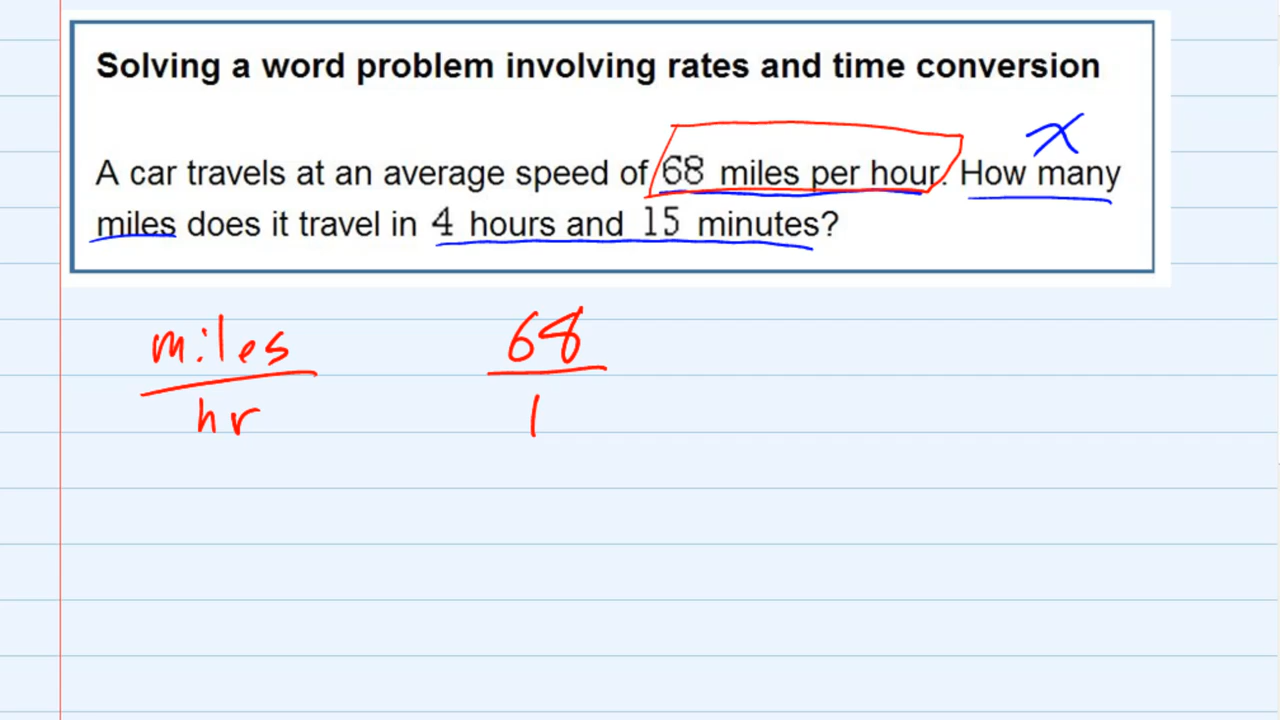 Solving a word problem involving rates and time conversion
A car travels at an average speed of 68 miles per hour. How many
miles does it travel in 4 hours and 15 minutes?
x
miles 68
hr 1